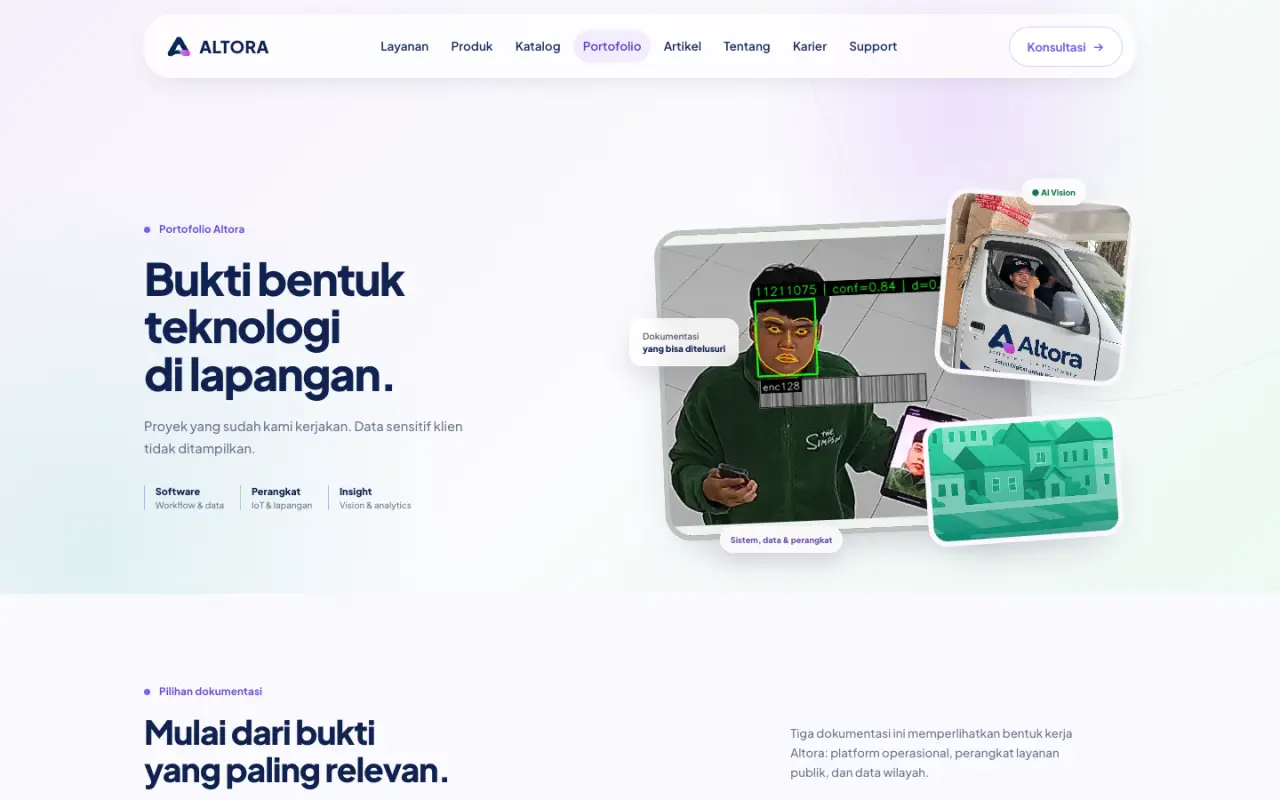 ALTORA
Layanan
Produk
Katalog
Portofolio
Artikel
Tentang
Karier
Support
Konsultasi →
Portofolio Altora
Bukti bentuk
teknologi
di lapangan.
Proyek yang sudah kami kerjakan. Data sensitif klien
tidak ditampilkan.
Software
Workflow & data
Perangkat
IoT & lapangan
Insight
Vision & analytics
AI Vision
11211075 | conf=0.84 | d=0.
Dokumentasi
yang bisa ditelusuri
enc128
THE
Altora
Sistem, data & perangkat
Pilihan dokumentasi
Mulai dari bukti
yang paling relevan.
Tiga dokumentasi ini memperlihatkan bentuk kerja
Altora: platform operasional, perangkat layanan
publik, dan data wilayah.